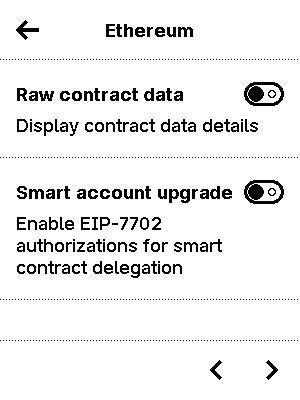 Ethereum
Raw contract data
Display contract data details
Smart account upgrade
Enable EIP-7702
authorizations for smart
contract delegation